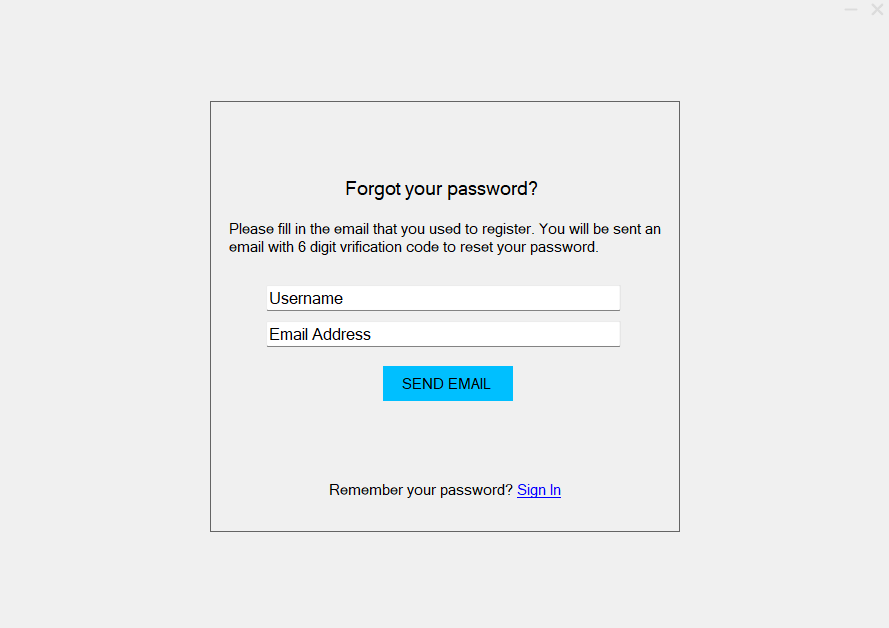 Forgot your password?
Please fill in the email that you used to register. You will be sent an
email with 6 digit vrification code to reset your password.
Username
Email Address
SEND EMAIL
Remember your password? Sign In